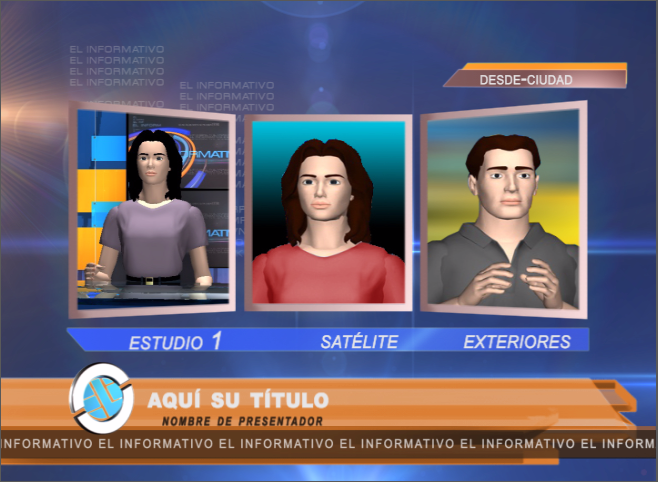 EL INFORMATIVO
EL INFORMATIVO
EL INFORMATIVO
EL INFORMATIVO
EL INFORMATIVO
EL INFORMATIVO
EL INFORMATIVO
DESDE-CIUDAD
ESTUDIO 1
SATÉLITE
EXTERIORES
AQUÍ SU TÍTULO
NOMBRE DE PRESENTADOR
INFORMATIVO EL INFORMATIVO EL INFORMATIVO EL INFORMATIVO EL INFORMATIVO EL INFORM